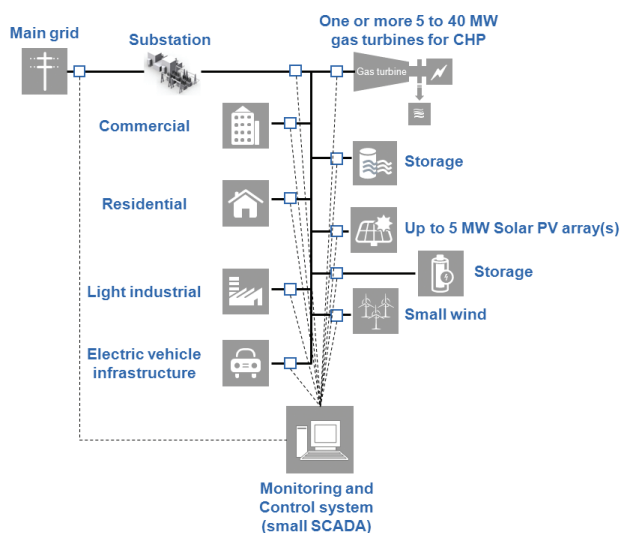 Main grid
Substation
One or more 5 to 40 MW
gas turbines for CHP
Gas turbine
Commercial
Storage
Residential
Up to 5 MW Solar PV array(s)
Light industrial
Storage
Small wind
Electric vehicle
infrastructure
Monitoring and
Control system
(small SCADA)